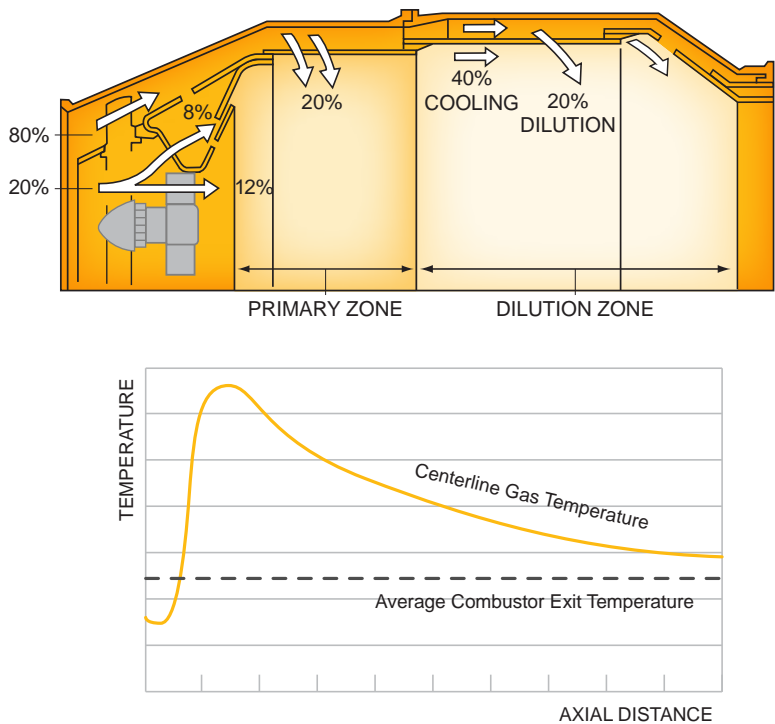 80%
20%
8%
12%
20%
40%
COOLING
20%
DILUTION
PRIMARY ZONE
DILUTION ZONE
TEMPERATURE
Centerline Gas Temperature
Average Combustor Exit Temperature
AXIAL DISTANCE